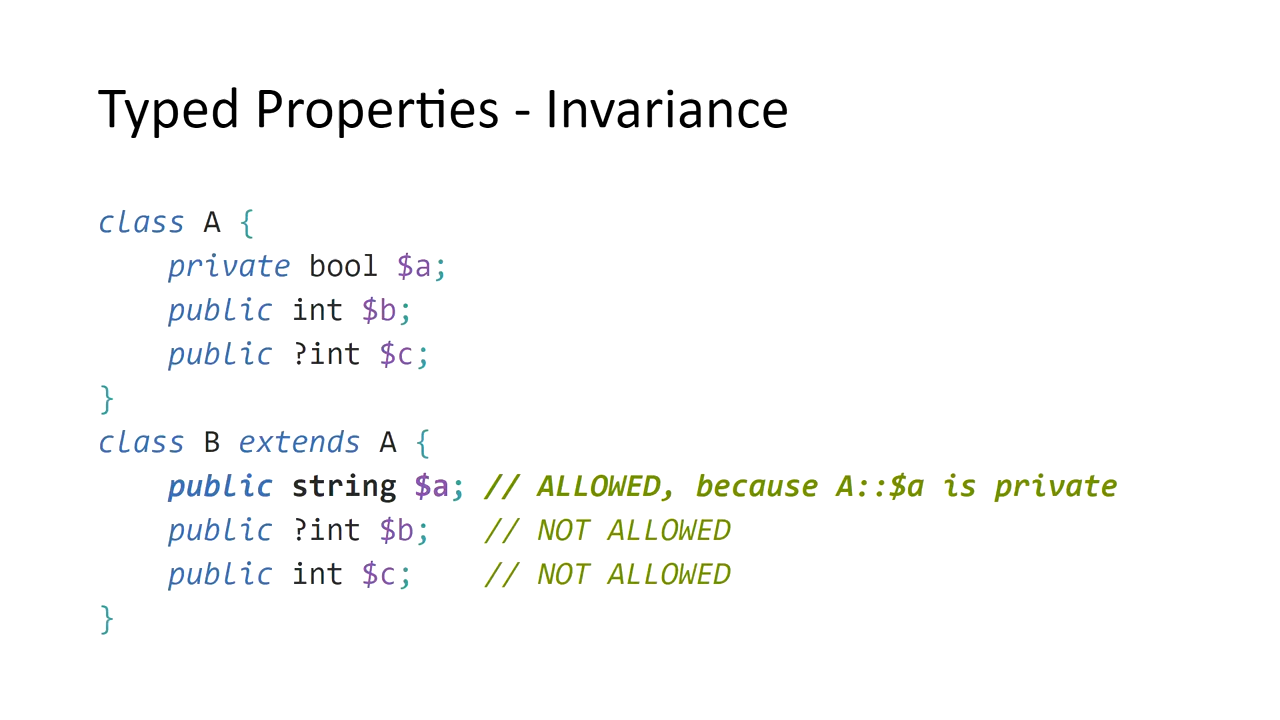 Typed Properties - Invariance
class A {
    private bool $a;
    public int $b;
    public ?int $c;
}
class B extends A {
    public string $a; // ALLOWED, because A::$a is private
    public ?int $b;   // NOT ALLOWED
    public int $c;    // NOT ALLOWED
}